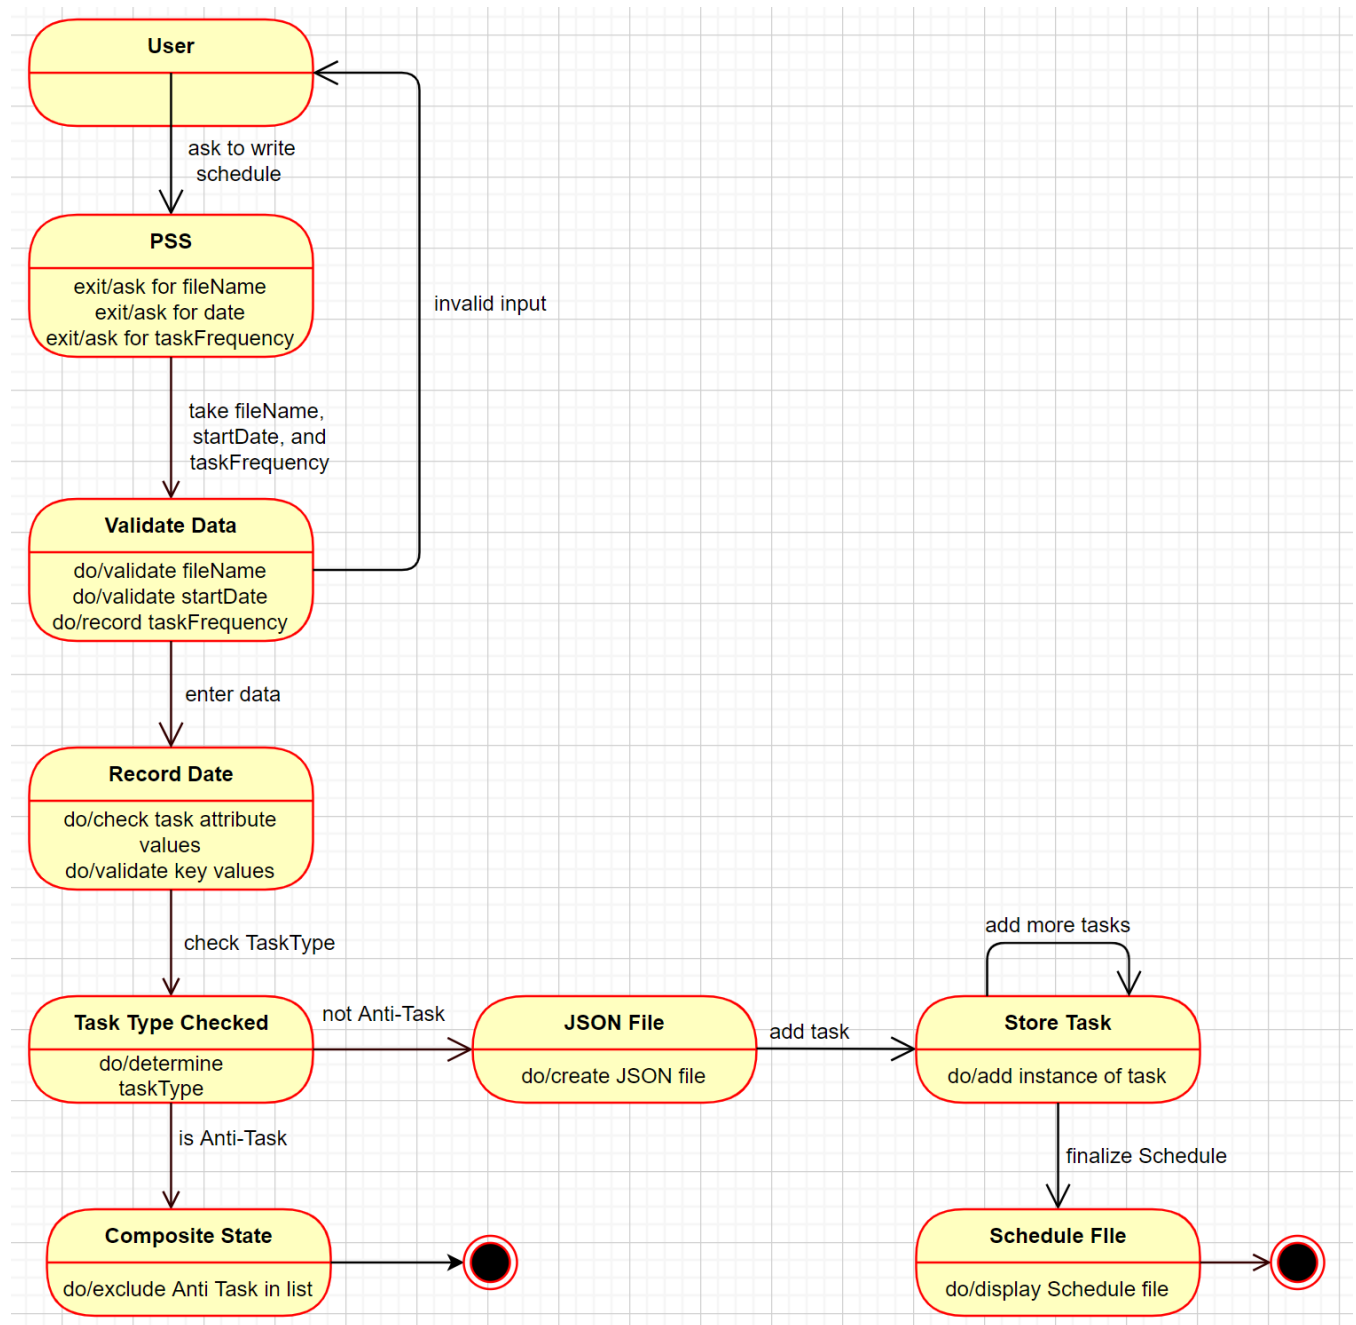 User
ask to write
schedule
PSS
exit/ask for fileName
exit/ask for date
exit/ask for taskFrequency
invalid input
take fileName,
startDate, and
taskFrequency
Validate Data
do/validate fileName
do/validate startDate
do/record taskFrequency
enter data
Record Date
do/check task attribute
values
do/validate key values
check TaskType
Task Type Checked
do/determine
taskType
not Anti-Task
JSON File
do/create JSON file
add task
add more tasks
Store Task
do/add instance of task
is Anti-Task
finalize Schedule
Composite State
do/exclude Anti Task in list
Schedule FIle
do/display Schedule file